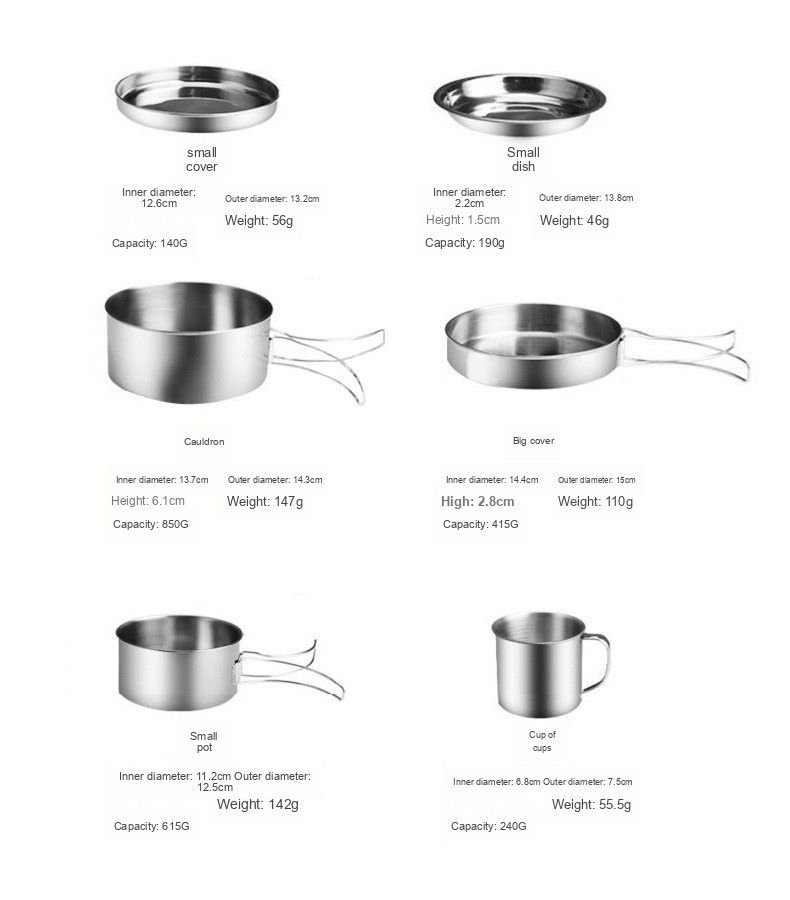 small
cover
Inner diameter:
12.6cm
Outer diameter: 13.2cm
Weight: 56g
Capacity: 140G
Small
dish
Inner diameter:
2.2cm
Outer diameter: 13.8cm
Height: 1.5cm
Weight: 46g
Capacity: 190g
Cauldron
Inner diameter: 13.7cm
Outer diameter: 14.3cm
Height: 6.1cm
Weight: 147g
Capacity: 850G
Big cover
Inner diameter: 14.4cm
Outer diameter: 15cm
High: 2.8cm
Weight: 110g
Capacity: 415G
Small
pot
Inner diameter: 11.2cm Outer diameter:
12.5cm
Weight: 142g
Capacity: 615G
Cup of
cups
Inner diameter: 6.8cm Outer diameter: 7.5cm
Weight: 55.5g
Capacity: 240G